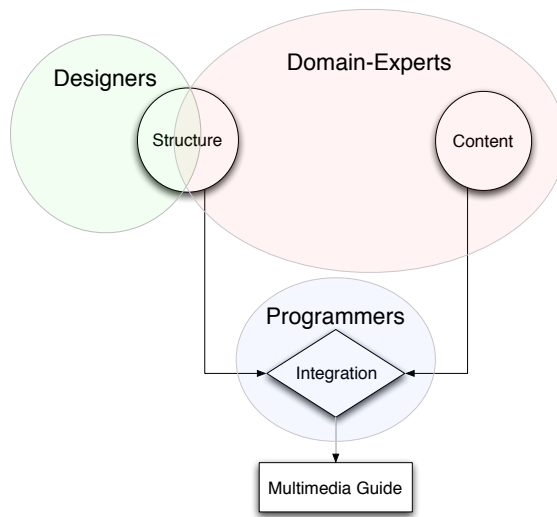 Designers
Domain-Experts
Structure
Content
Programmers
Integration
Multimedia Guide